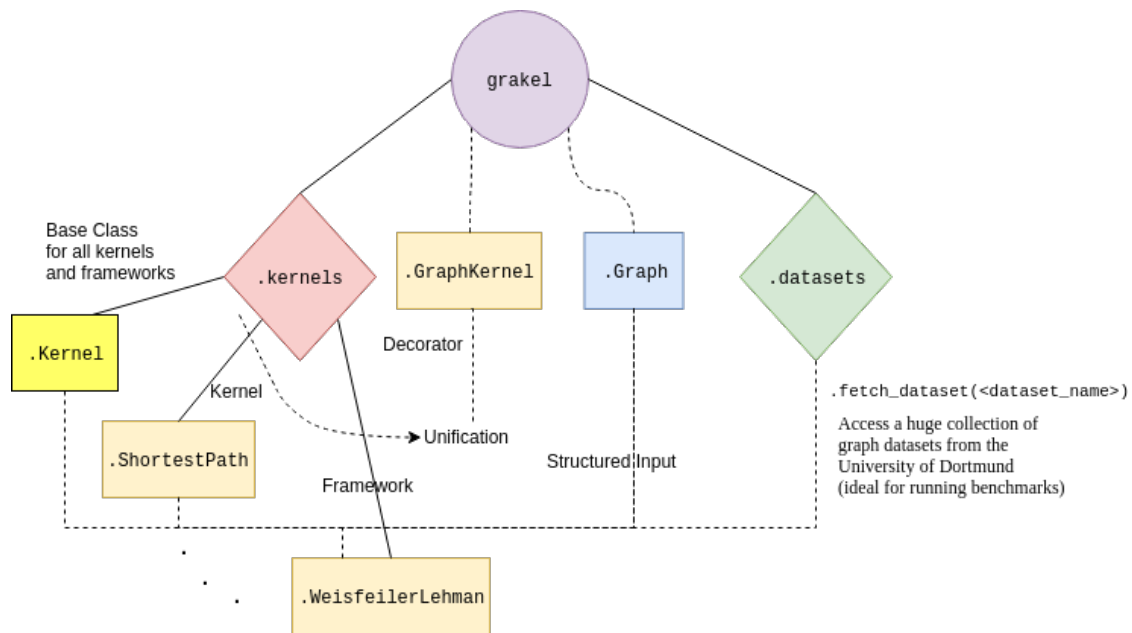 grakel
Base Class
for all kernels
and frameworks
.kernels
.GraphKernel
.Graph
.datasets
.Kernel
Decorator
Kernel
.fetch_dataset(<dataset_name>)
Access a huge collection of
graph datasets from the
University of Dortmund
(ideal for running benchmarks)
Unification
.ShortestPath
Structured Input
Framework
.WeisfeilerLehman